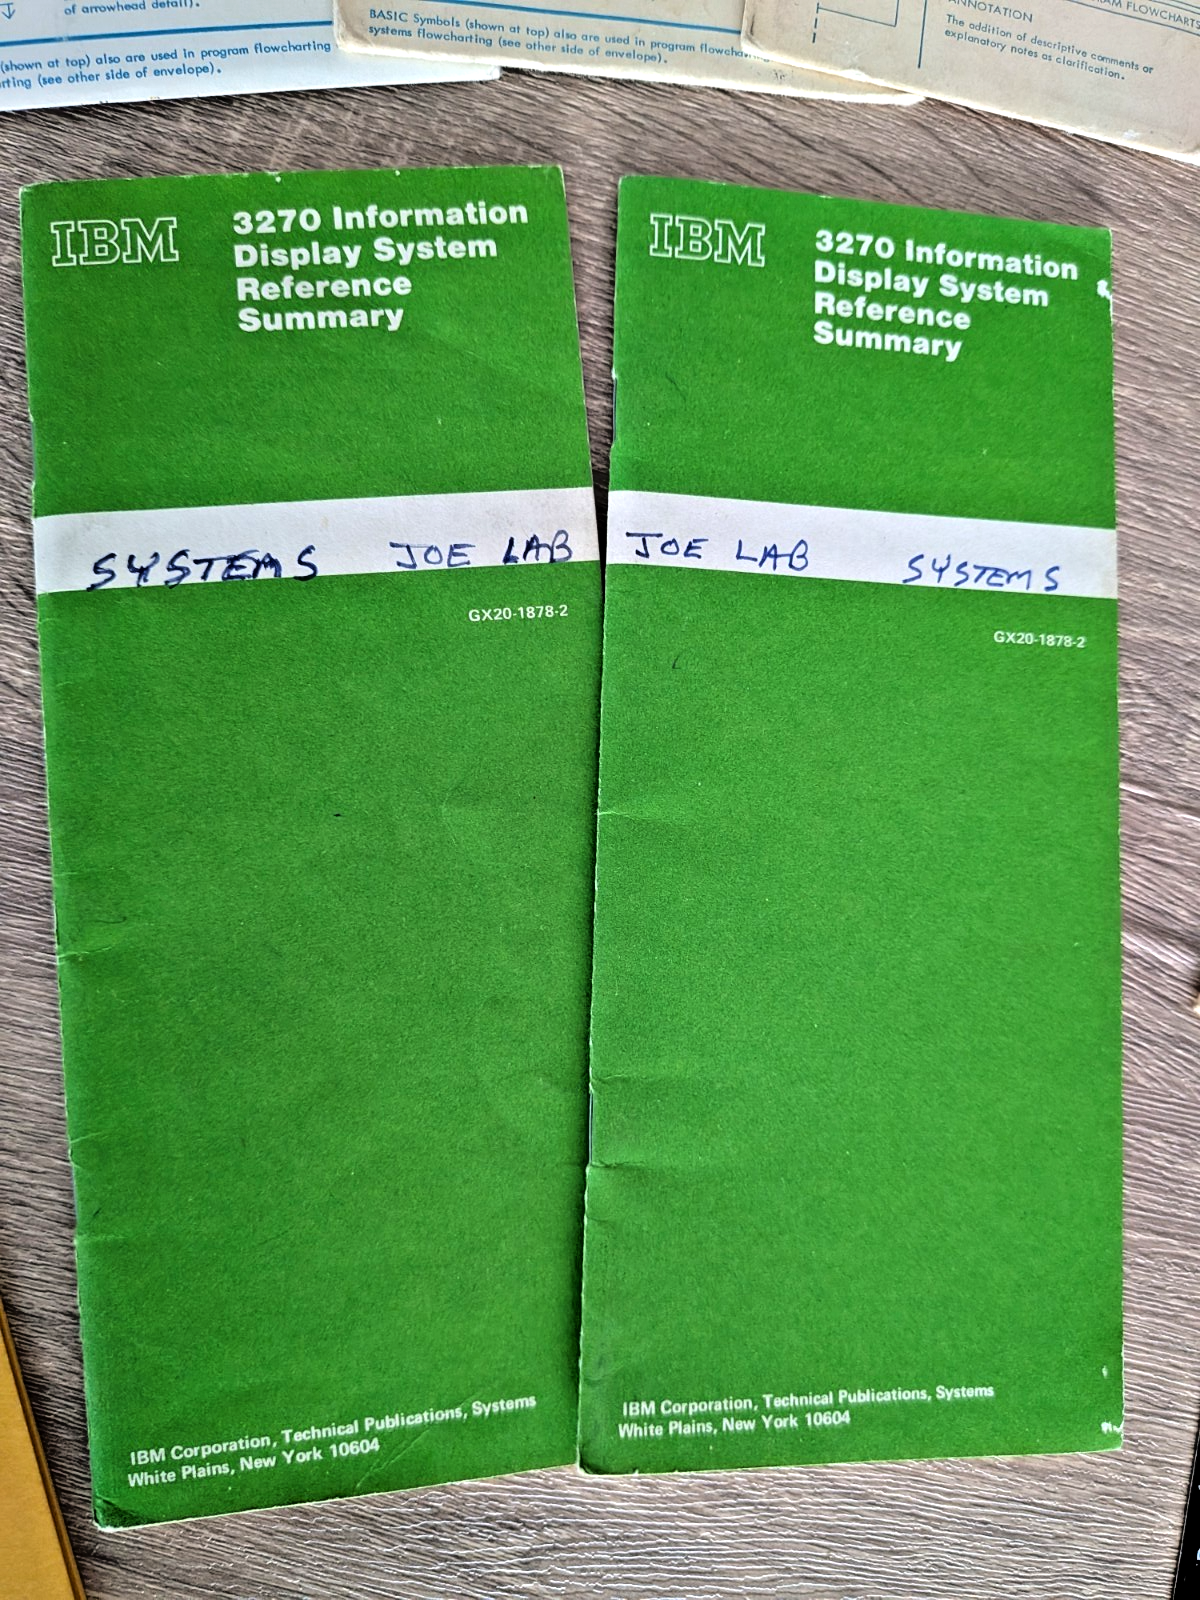 of arrowhead detail).
(shown at top) also are used in program flowcharting
rting (see other side of envelope).
BASIC Symbols (shown at top) also are used in program flowcha
systems flowcharting (see other side of envelope).
AM FLOWCHARTS
ANNOTATION
The addition of descriptive comments or
explanatory notes as clarification.
IBM
3270 Information
Display System
Reference
Summary
SYSTEMS JOE LAB
GX20-1878-2
IBM Corporation, Technical Publications, Systems
White Plains, New York 10604
IBM
3270 Information
Display System
Reference
Summary
JOE LAB SYSTEMS
GX20-1878-2
IBM Corporation, Technical Publications, Systems
White Plains, New York 10604